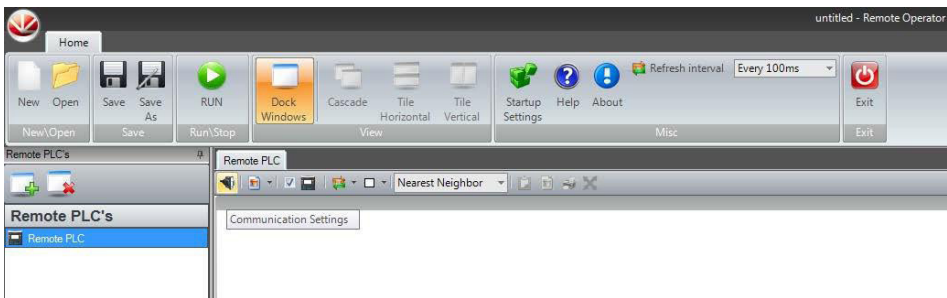 untitled - Remote Operator
Home
New Open Save Save As RUN Dock Windows Cascade Tile Horizontal Tile Vertical Startup Settings Help About Refresh interval Every 100ms Exit
New\Open Save Run\Stop View Misc Exit
Remote PLC's Remote PLC
Nearest Neighbor
Remote PLC's Communication Settings
Remote PLC